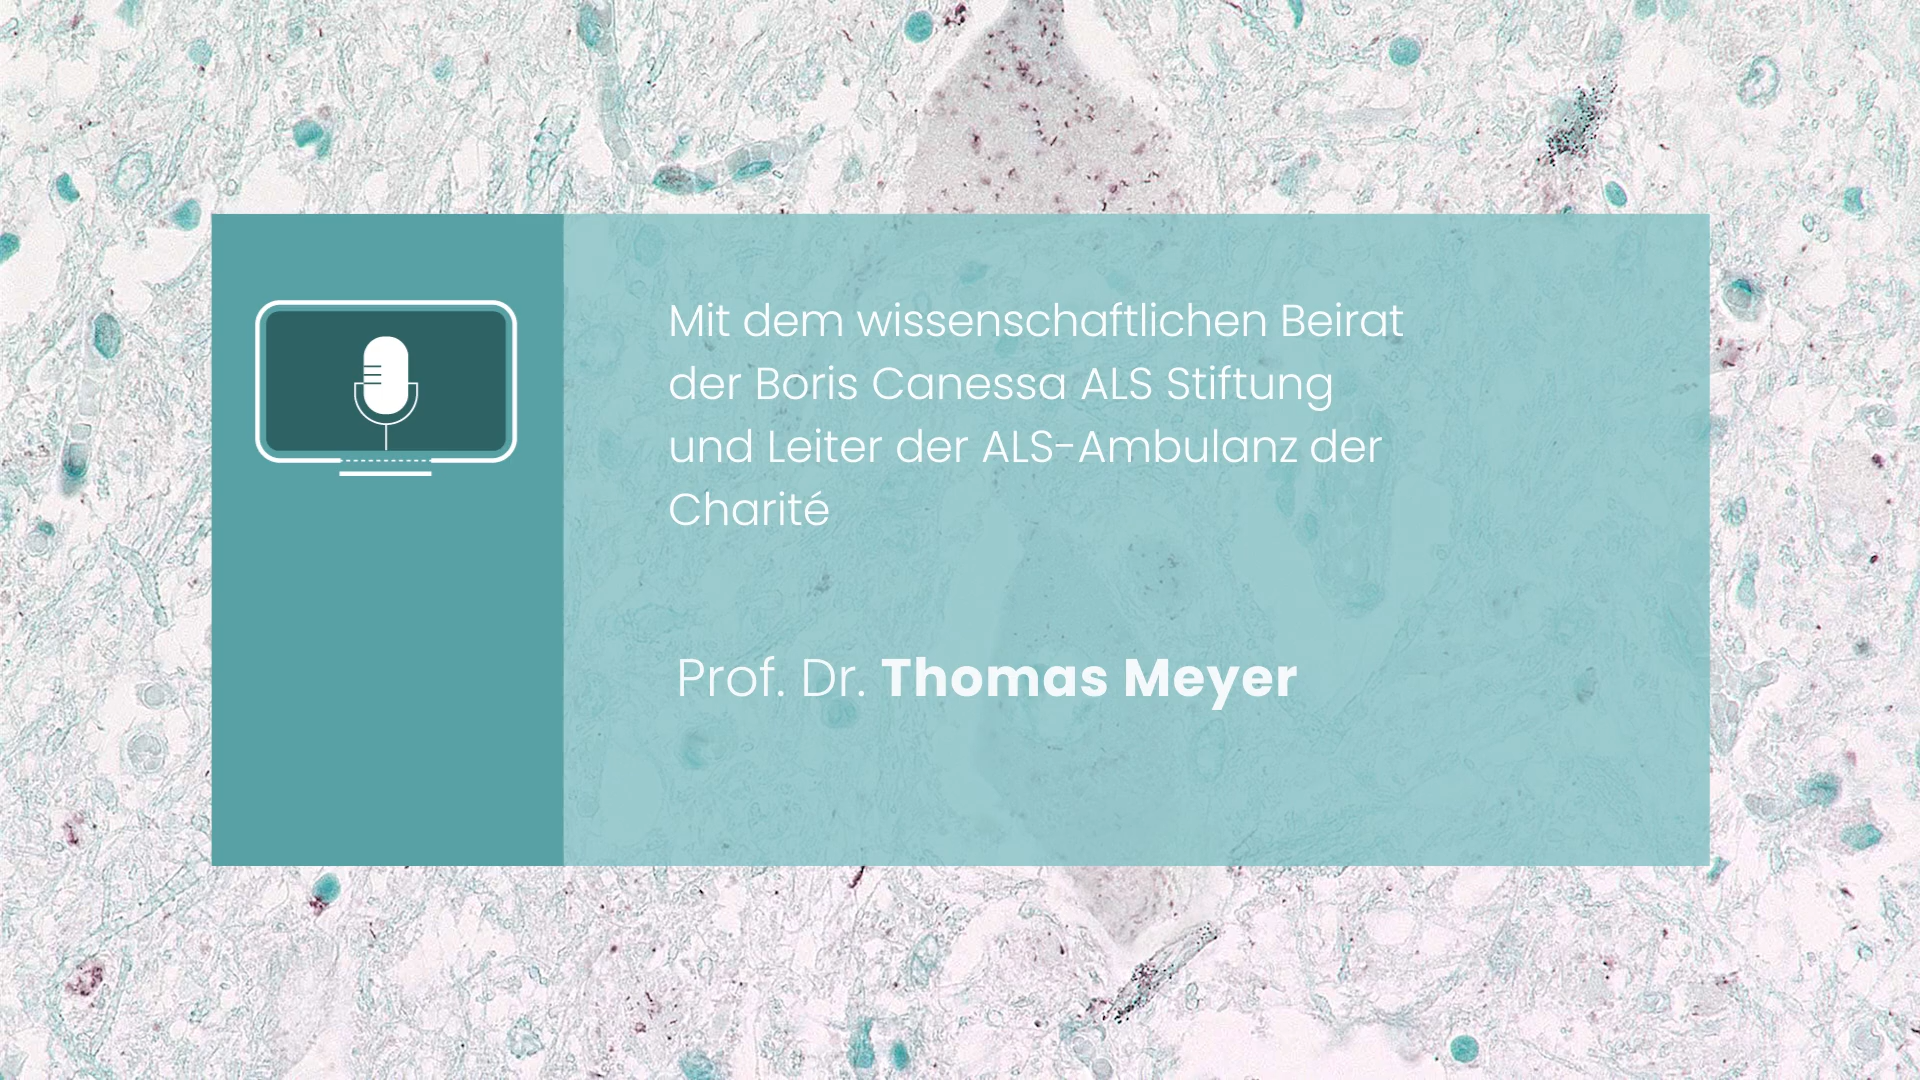 Mit dem wissenschaftlichen Beirat
der Boris Canessa ALS Stiftung
und Leiter der ALS-Ambulanz der
Charité
Prof. Dr. Thomas Meyer